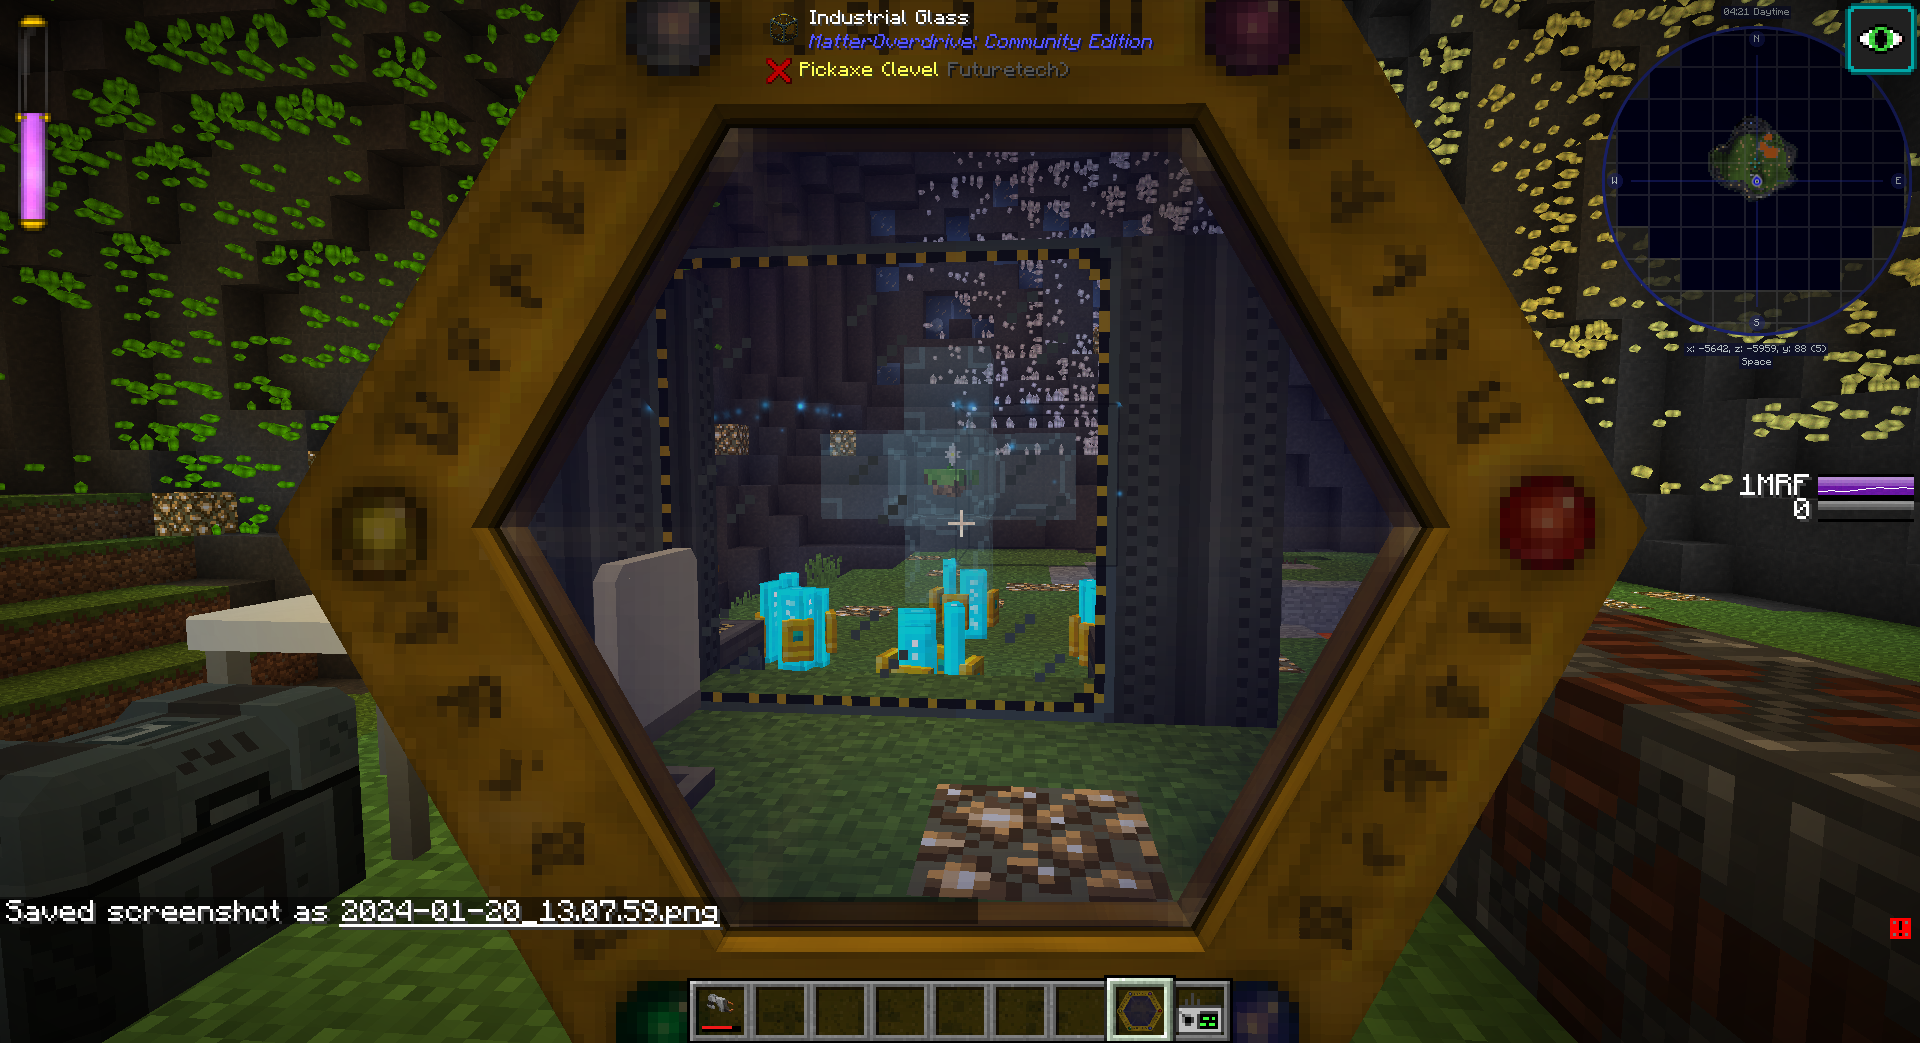 Industrial Glass
MatterOverdrive: Community Edition
Pickaxe (level Futuretech)
04:21 Daytime
N
W
E
S
x: -5642, z: -5959, y: 88 (5)
Space
1MRF
0
Saved screenshot as 2024-01-20_13.07.59.png